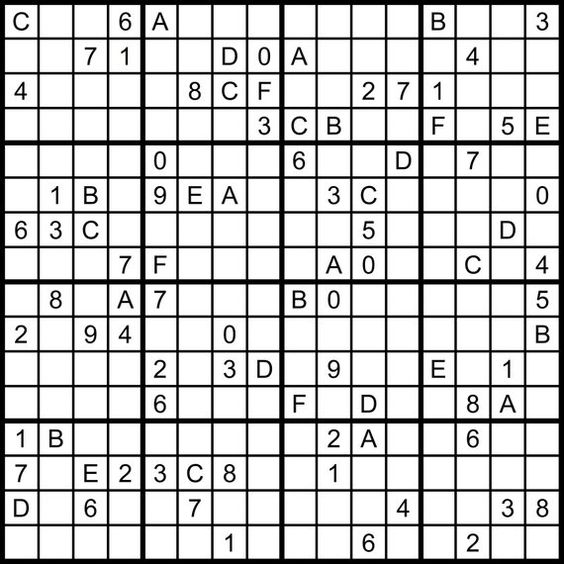 C 6 A B 3
7 1 D 0 A 4
4 8 C F 2 7 1
3 C B F 5 E
0 6 D 7
1 B 9 E A 3 C 0
6 3 C 5 D
7 F A 0 C 4
8 A 7 B 0 5
2 9 4 0 B
2 3 D 9 E 1
6 F D 8 A
1 B 2 A 6
7 E 2 3 C 8 1
D 6 7 4 3 8
1 6 2